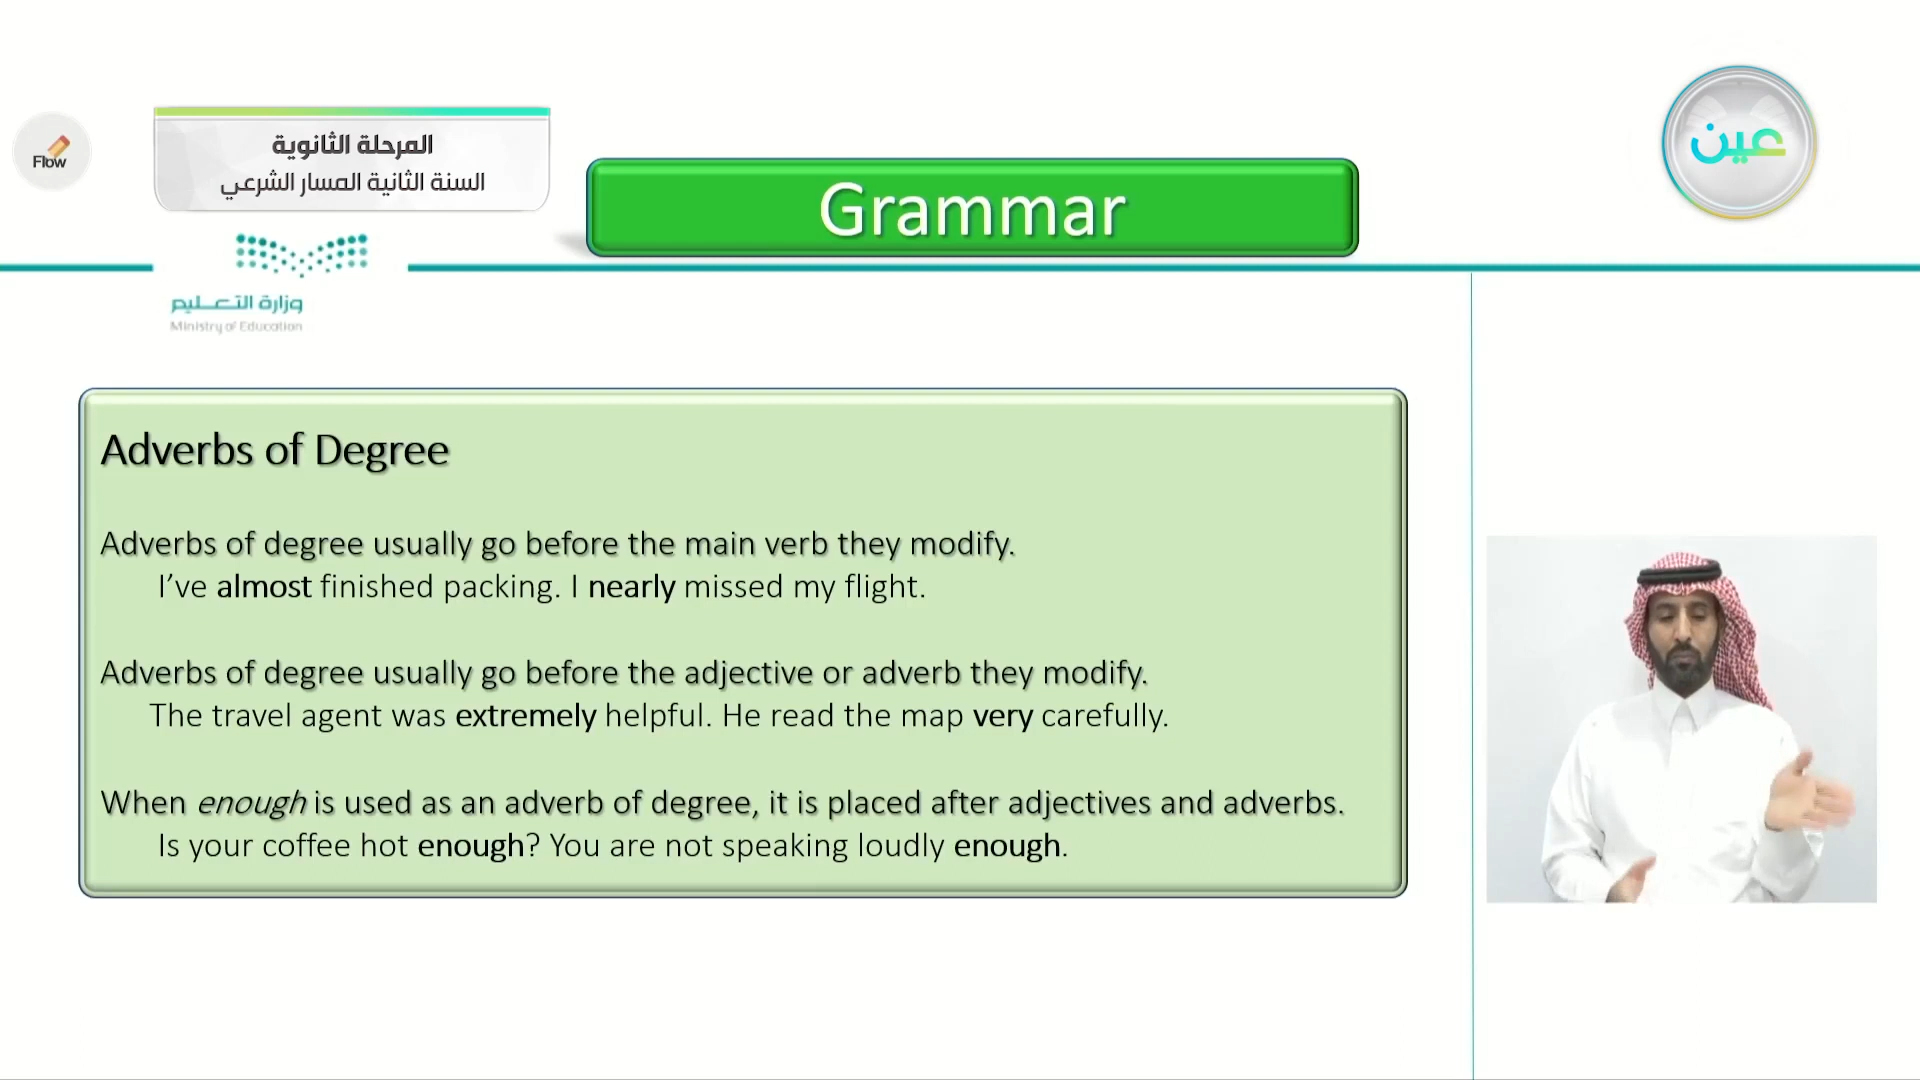 Flow
المرحلة الثانوية
السنة الثانية المسار الشرعي
عين
Grammar
وزارة التعليم
Ministry of Education
Adverbs of Degree
Adverbs of degree usually go before the main verb they modify.
I’ve almost finished packing. I nearly missed my flight.
Adverbs of degree usually go before the adjective or adverb they modify.
The travel agent was extremely helpful. He read the map very carefully.
When enough is used as an adverb of degree, it is placed after adjectives and adverbs.
Is your coffee hot enough? You are not speaking loudly enough.